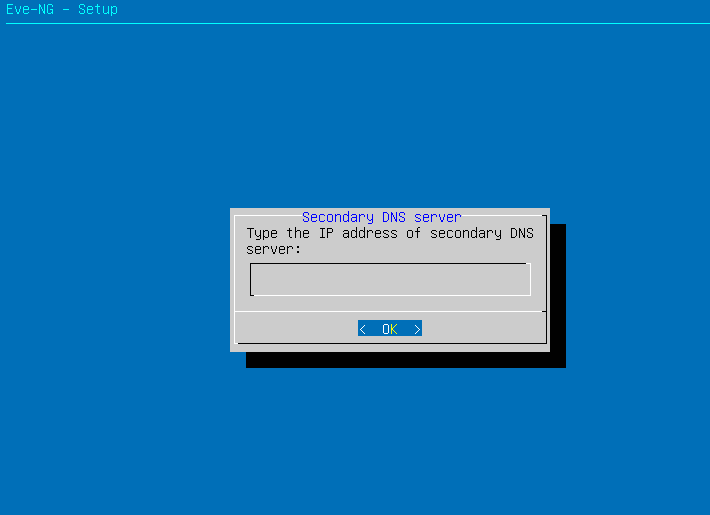 Eve-NG - Setup
Secondary DNS server
Type the IP address of secondary DNS
server:
< OK >